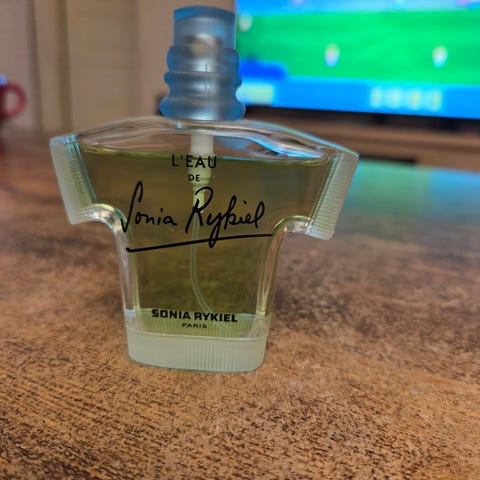 L'EAU
DE
Sonia Rykiel
SONIA RYKIEL
PARIS